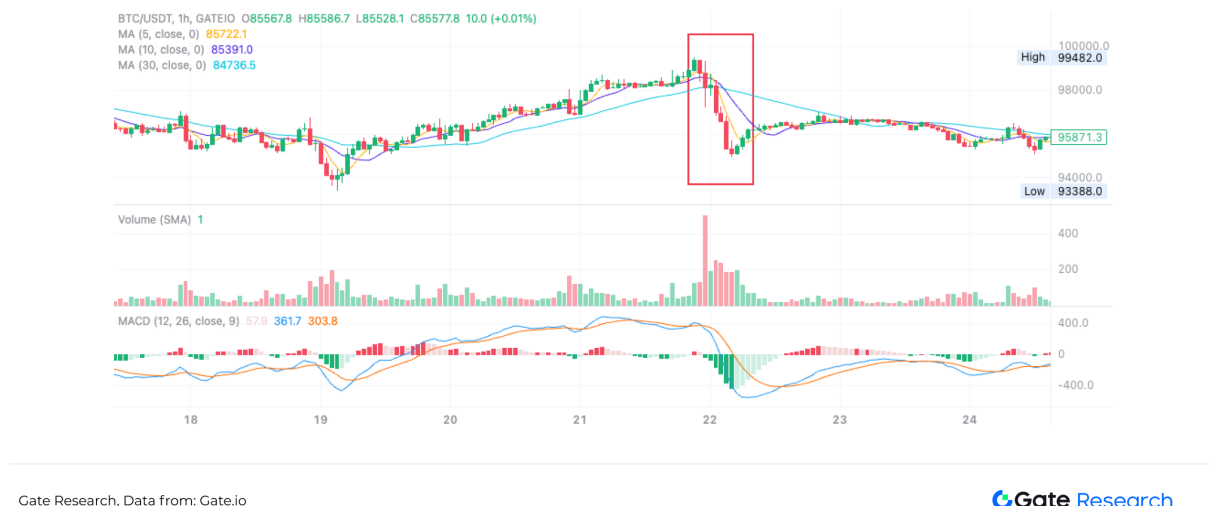 BTC/USDT, 1h, GATEIO O85567.8 H85586.7 L85528.1 C85577.8 10.0 (+0.01%)
MA (5, close, 0) 85722.1
MA (10, close, 0) 85391.0
MA (30, close, 0) 84736.5
100000.0
High 99482.0
98000.0
95871.3
94000.0
Low 93388.0
Volume (SMA) 1
400
200
MACD (12, 26, close, 9) 57.9 361.7 303.8
400.0
0
-400.0
18 19 20 21 22 23 24
Gate Research, Data from: Gate.io
Gate Research